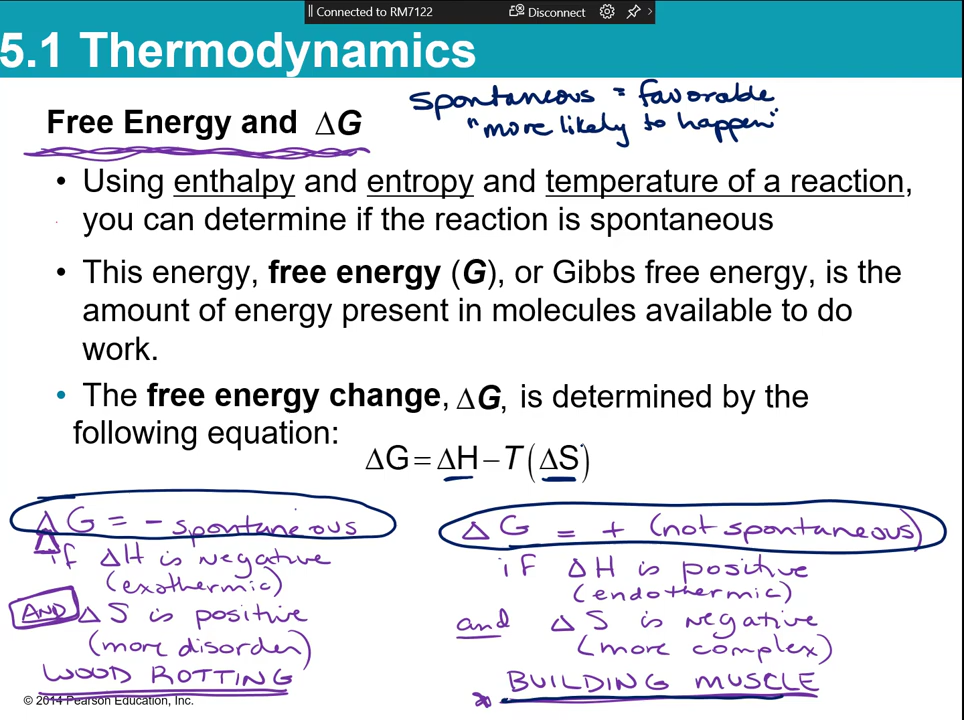 Connected to RM7122 Disconnect
5.1 Thermodynamics
spontaneous = favorable
"more likely to happen"
Free Energy and ΔG
• Using enthalpy and entropy and temperature of a reaction,
you can determine if the reaction is spontaneous
• This energy, free energy (G), or Gibbs free energy, is the
amount of energy present in molecules available to do
work.
• The free energy change, ΔG, is determined by the
following equation:
ΔG = ΔH − T (ΔS)
ΔG = - spontaneous
if ΔH is negative
(exothermic)
AND ΔS is positive
(more disorder)
WOOD ROTTING
ΔG = + (not spontaneous)
if ΔH is positive
(endothermic)
and ΔS is negative
(more complex)
* BUILDING MUSCLE
© 2014 Pearson Education, Inc.